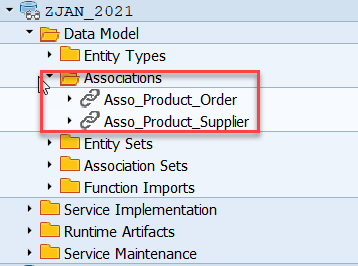 ZJAN_2021
Data Model
Entity Types
Associations
Asso_Product_Order
Asso_Product_Supplier
Entity Sets
Association Sets
Function Imports
Service Implementation
Runtime Artifacts
Service Maintenance